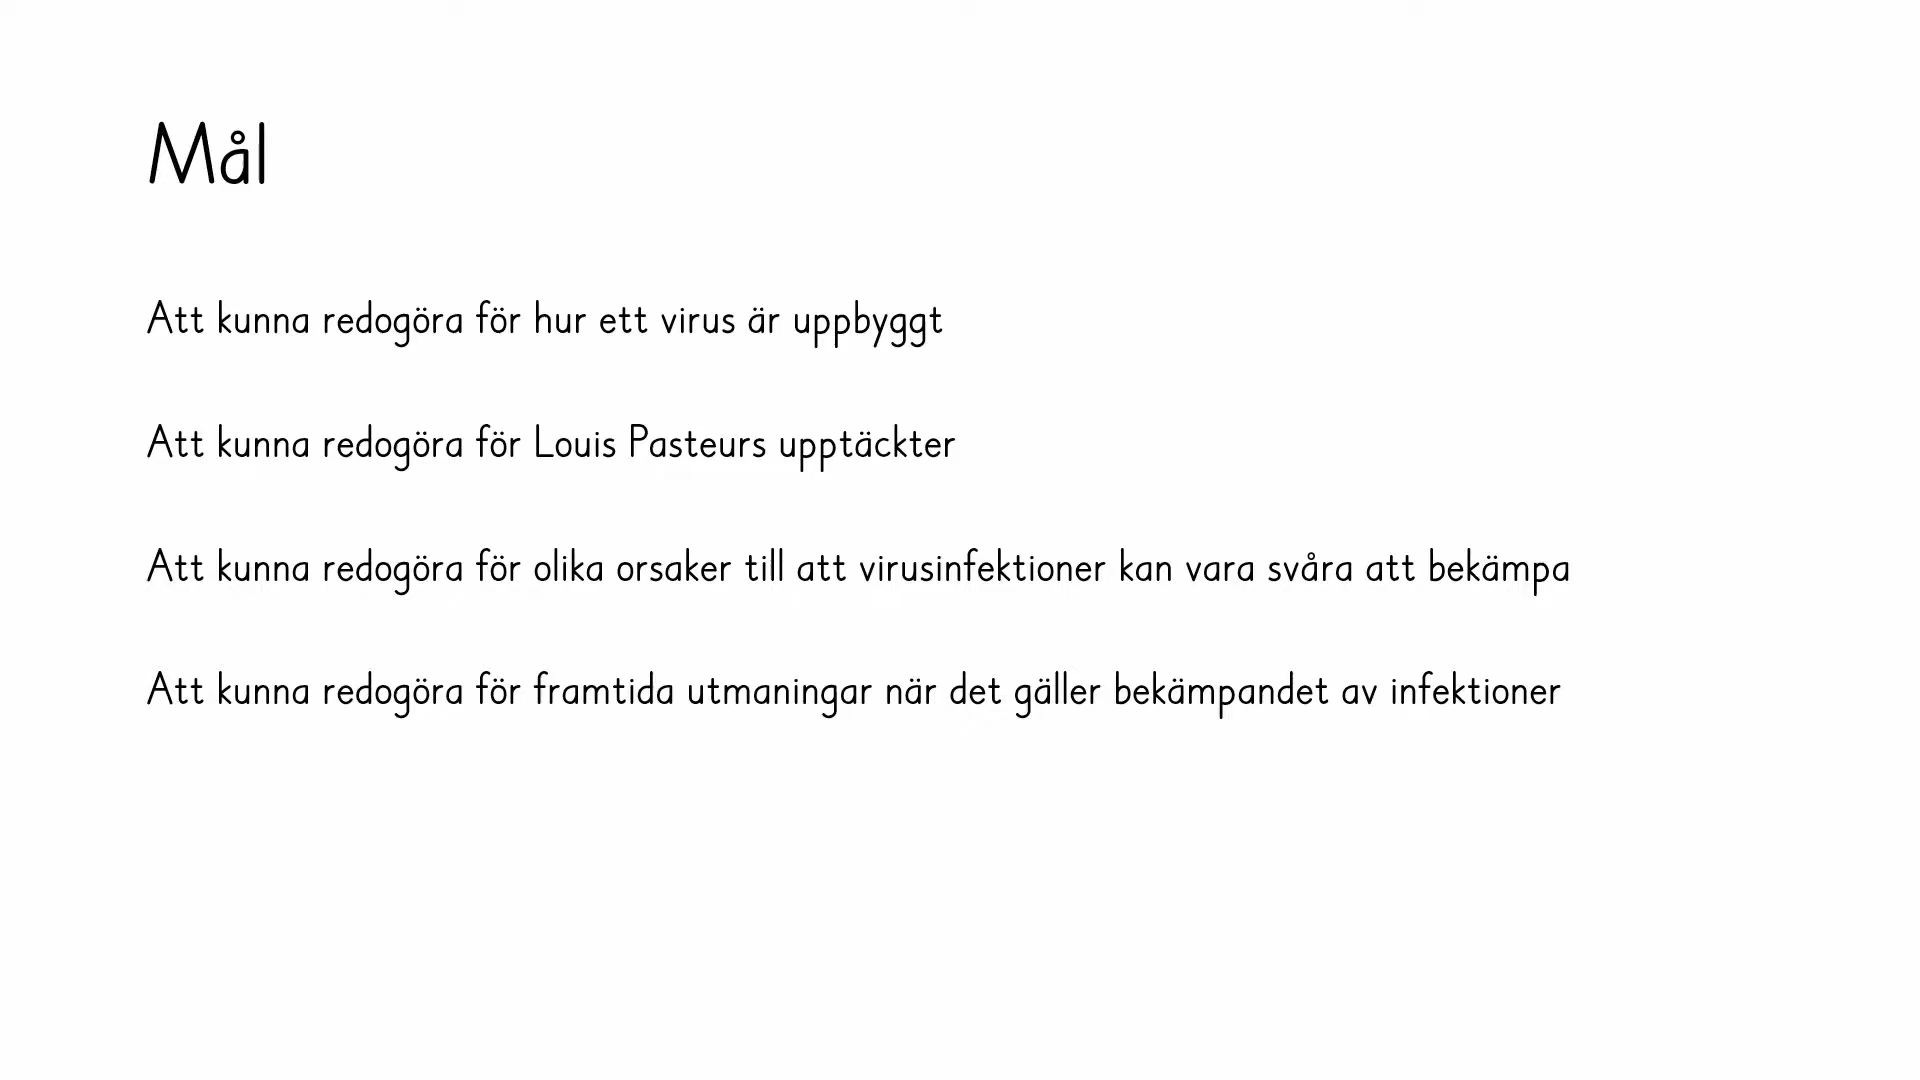 Mål
Att kunna redogöra för hur ett virus är uppbyggt
Att kunna redogöra för Louis Pasteurs upptäckter
Att kunna redogöra för olika orsaker till att virusinfektioner kan vara svåra att bekämpa
Att kunna redogöra för framtida utmaningar när det gäller bekämpandet av infektioner